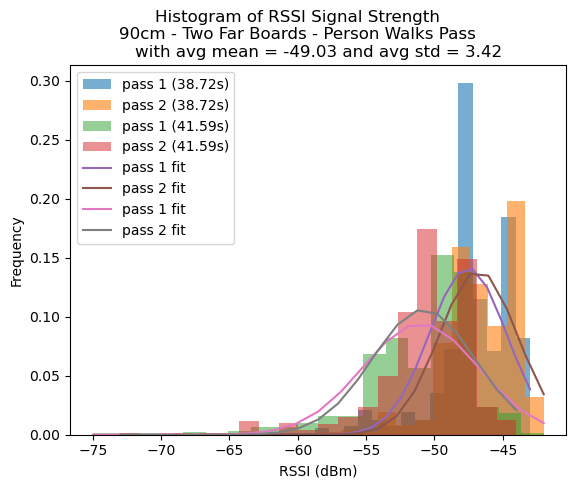 Histogram of RSSI Signal Strength
90cm - Two Far Boards - Person Walks Pass
with avg mean = -49.03 and avg std = 3.42
0.30
0.25
0.20
0.15
0.10
0.05
0.00
Frequency
pass 1 (38.72s)
pass 2 (38.72s)
pass 1 (41.59s)
pass 2 (41.59s)
pass 1 fit
pass 2 fit
pass 1 fit
pass 2 fit
−75 −70 −65 −60 −55 −50 −45
RSSI (dBm)